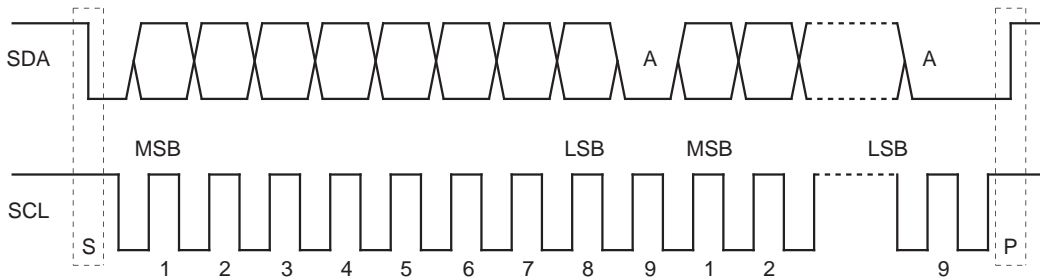 SDA A A
MSB LSB MSB LSB
SCL
S P
1 2 3 4 5 6 7 8 9 1 2 9